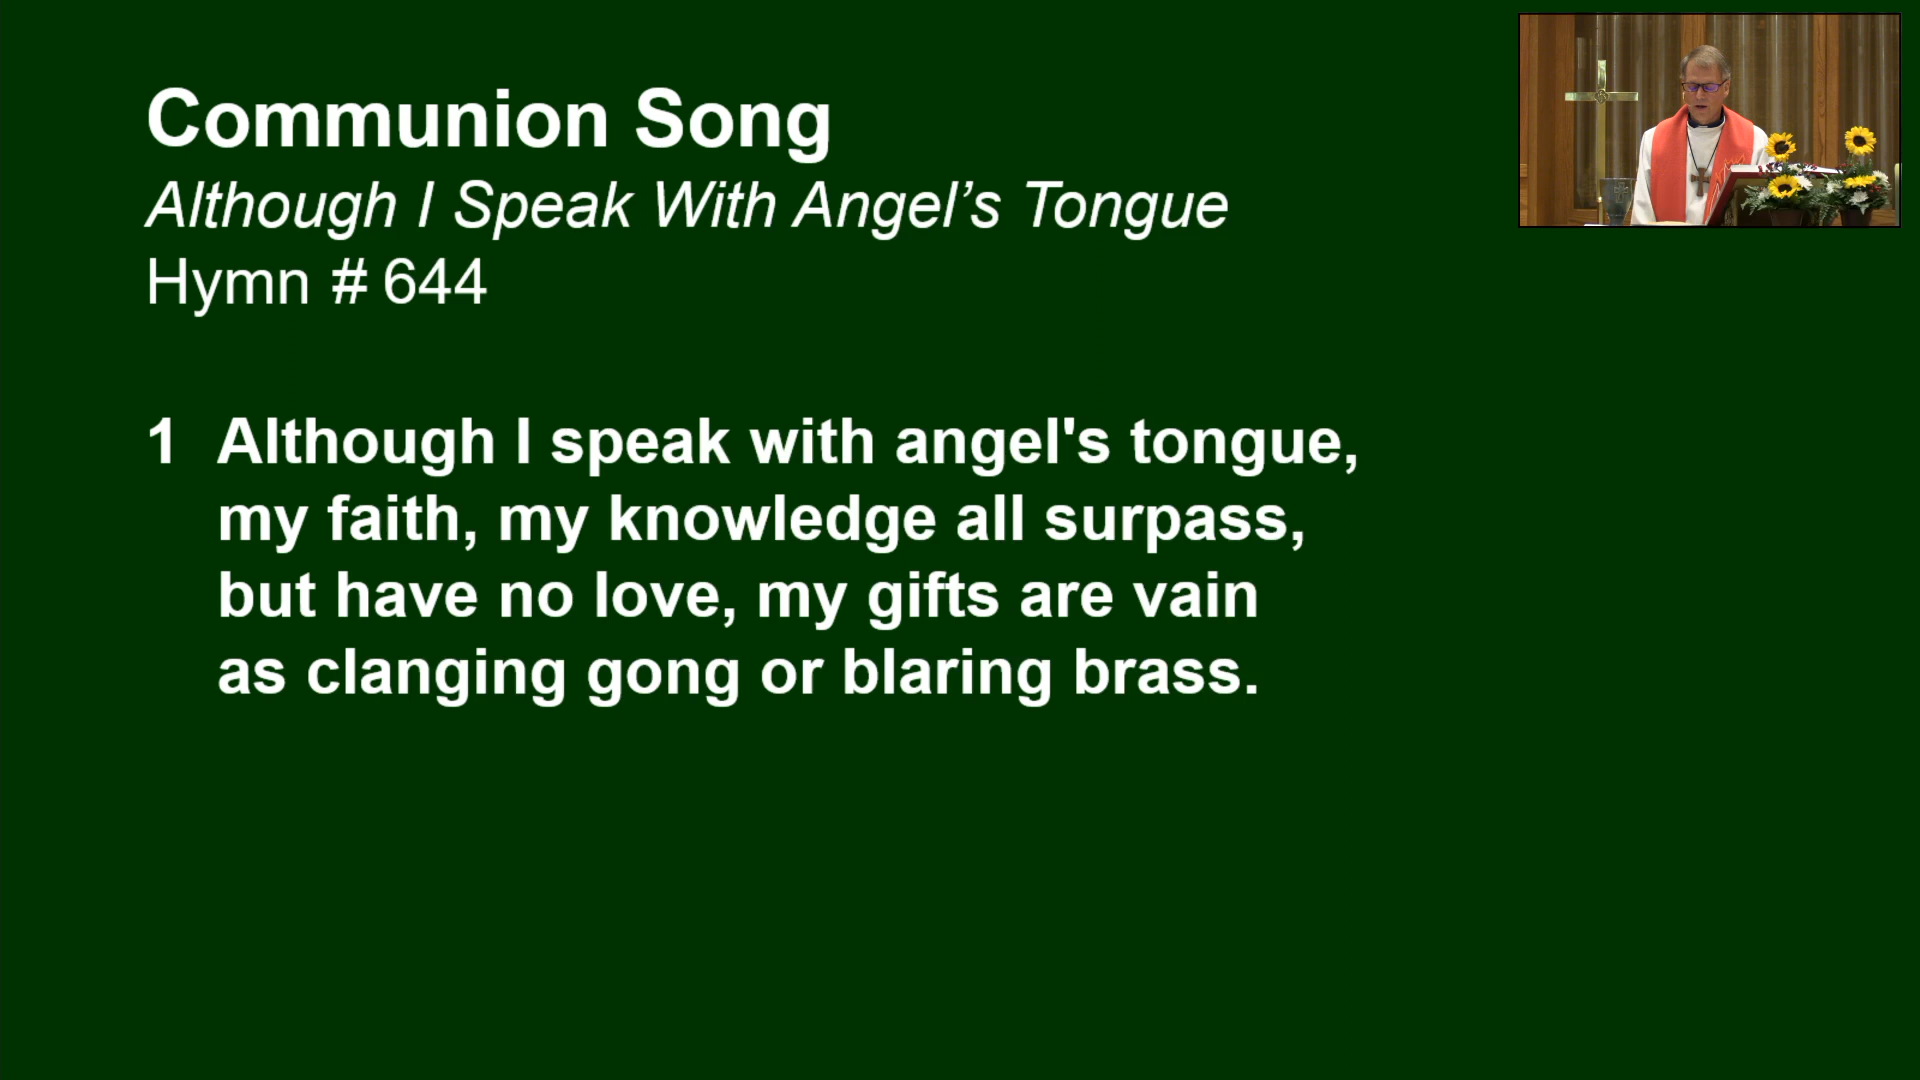 Communion Song
Although I Speak With Angel’s Tongue
Hymn # 644
1 Although I speak with angel's tongue,
my faith, my knowledge all surpass,
but have no love, my gifts are vain
as clanging gong or blaring brass.